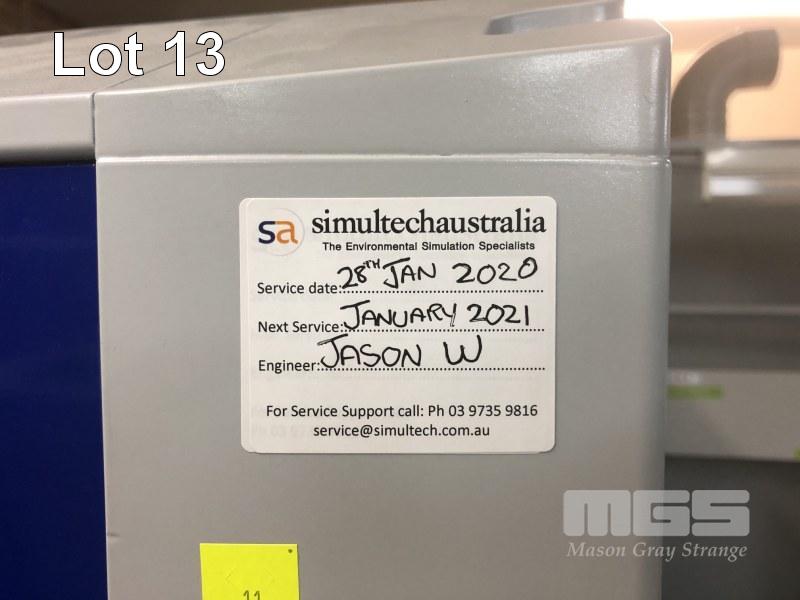 Lot 13
sa simultechaustralia
The Environmental Simulation Specialists
Service date: 28TH JAN 2020
Next Service: JANUARY 2021
Engineer: JASON W
For Service Support call: Ph 03 9735 9816
service@simultech.com.au
MGS
Mason Gray Strange
11